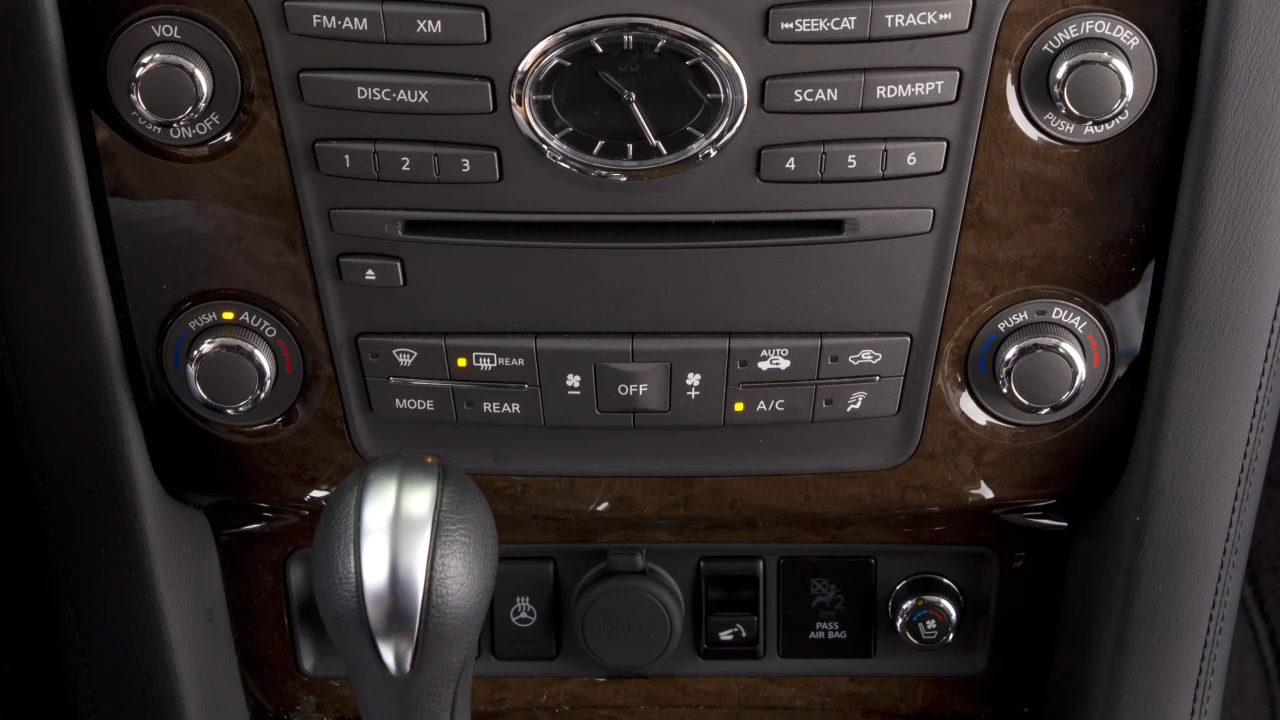 FM·AM
XM
SEEK·CAT
TRACK
VOL
PUSH ON·OFF
DISC·AUX
SCAN
RDM·RPT
TUNE/FOLDER
PUSH AUDIO
1
2
3
4
5
6
PUSH AUTO
PUSH DUAL
REAR
AUTO
OFF
MODE
REAR
A/C
PASS
AIR BAG